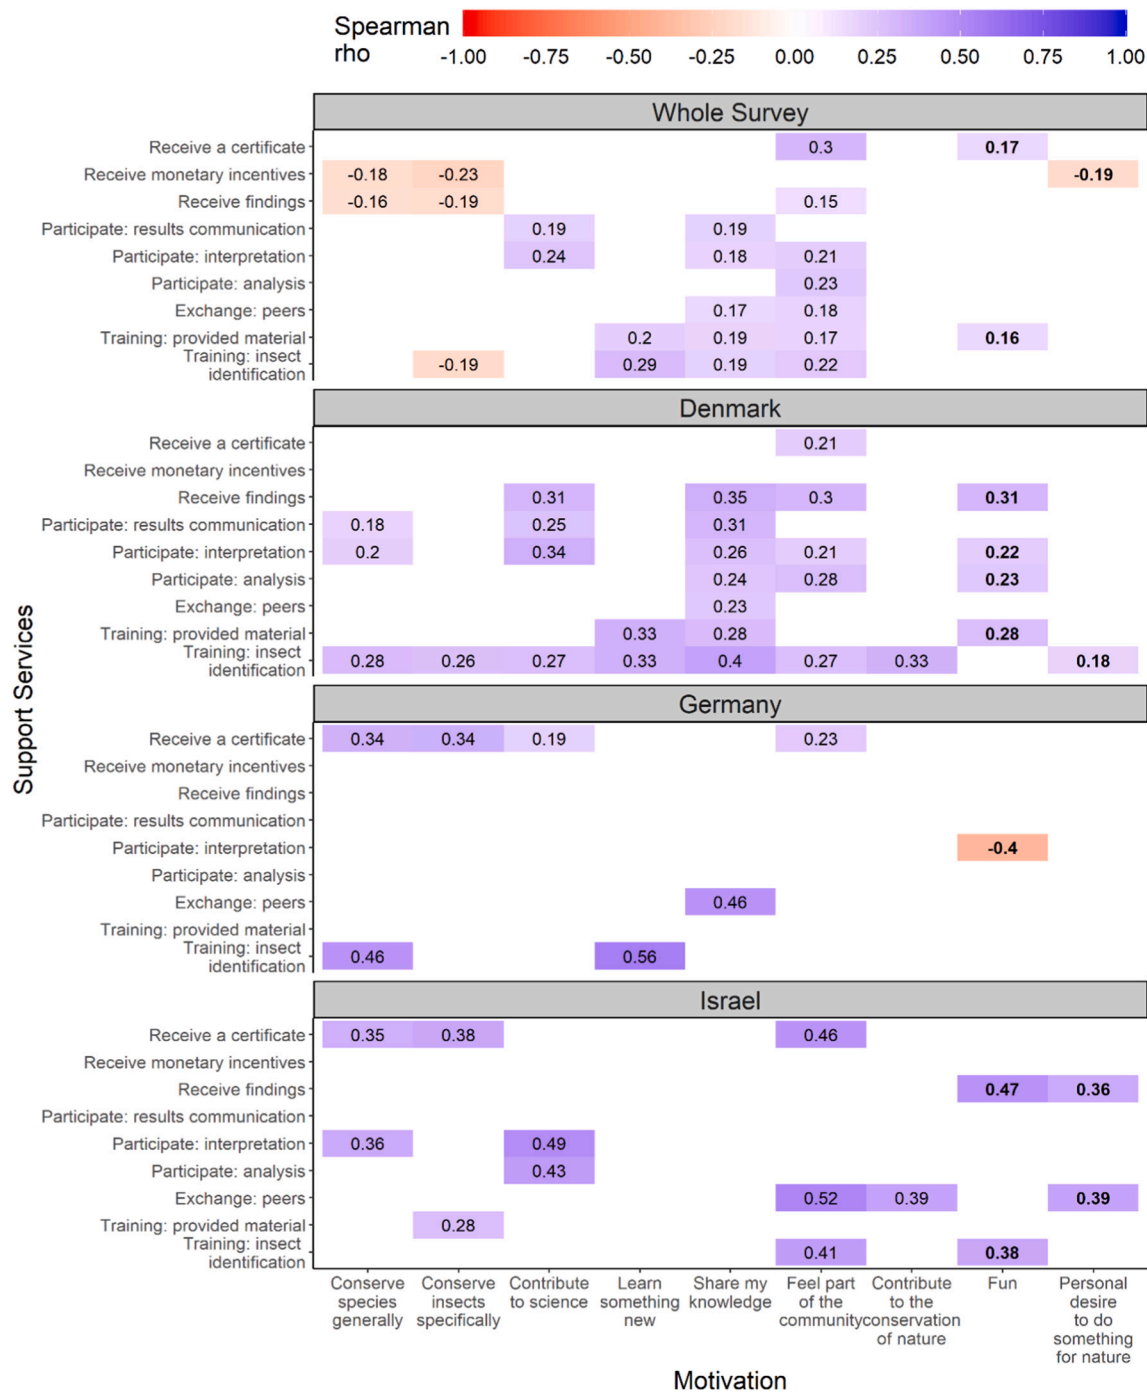 Spearman
rho
-1.00 -0.75 -0.50 -0.25 0.00 0.25 0.50 0.75 1.00
Support Services
Whole Survey
Receive a certificate 0.3 0.17
Receive monetary incentives -0.18 -0.23 -0.19
Receive findings -0.16 -0.19 0.15
Participate: results communication 0.19 0.19
Participate: interpretation 0.24 0.18 0.21
Participate: analysis 0.23
Exchange: peers 0.17 0.18
Training: provided material 0.2 0.19 0.17 0.16
Training: insect
identification -0.19 0.29 0.19 0.22
Denmark
Receive a certificate 0.21
Receive monetary incentives
Receive findings 0.31 0.35 0.3 0.31
Participate: results communication 0.18 0.25 0.31
Participate: interpretation 0.2 0.34 0.26 0.21 0.22
Participate: analysis 0.24 0.28 0.23
Exchange: peers 0.23
Training: provided material 0.33 0.28 0.28
Training: insect
identification 0.28 0.26 0.27 0.33 0.4 0.27 0.33 0.18
Germany
Receive a certificate 0.34 0.34 0.19 0.23
Receive monetary incentives
Receive findings
Participate: results communication
Participate: interpretation -0.4
Participate: analysis
Exchange: peers 0.46
Training: provided material
Training: insect
identification 0.46 0.56
Israel
Receive a certificate 0.35 0.38 0.46
Receive monetary incentives
Receive findings 0.47 0.36
Participate: results communication
Participate: interpretation 0.36 0.49
Participate: analysis 0.43
Exchange: peers 0.52 0.39 0.39
Training: provided material 0.28
Training: insect
identification 0.41 0.38
Conserve
species
generally
Conserve
insects
specifically
Contribute
to science
Learn
something
new
Share my
knowledge
Feel part
of the
community
Contribute
to the
conservation
of nature
Fun
Personal
desire
to do
something
for nature
Motivation